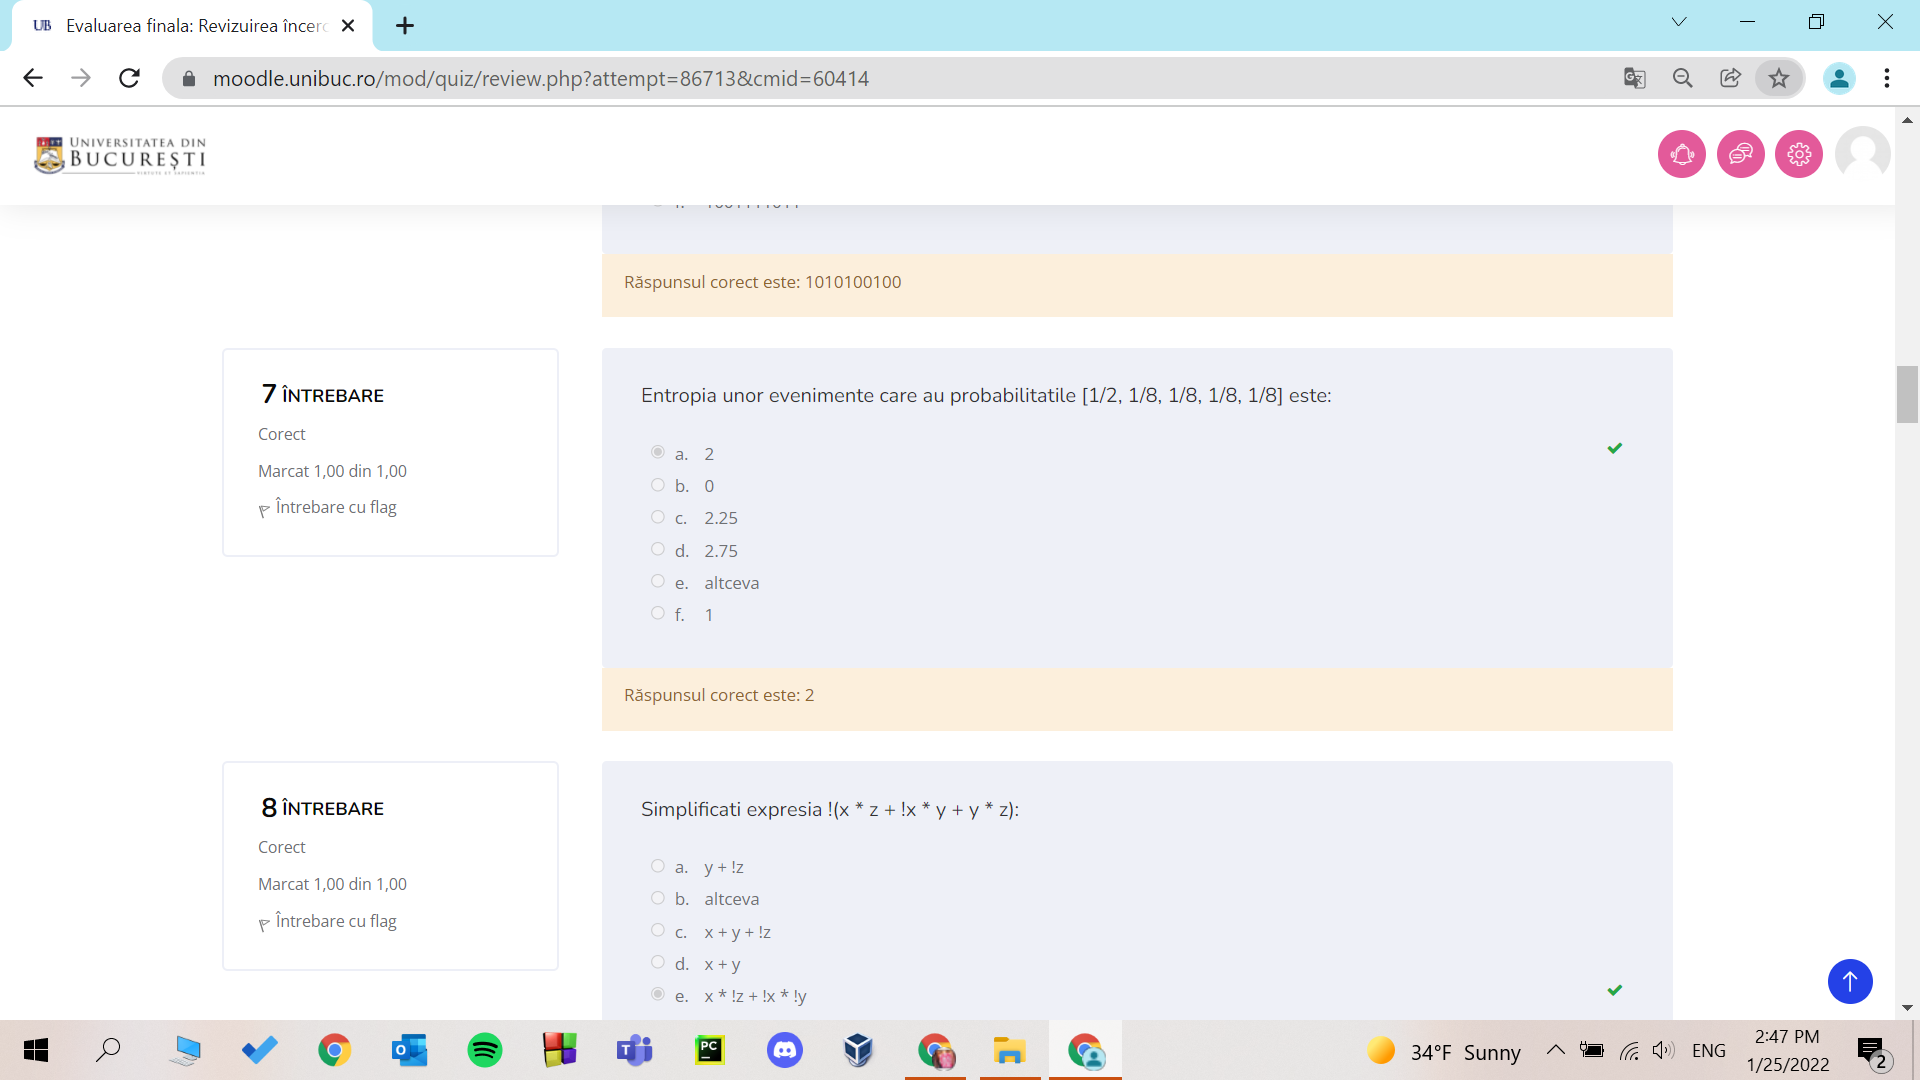 UB Evaluarea finala: Revizuirea încerc
moodle.unibuc.ro/mod/quiz/review.php?attempt=86713&cmid=60414
UNIVERSITATEA DIN
BUCUREȘTI
VIRTUTE ET SAPIENTIA
Răspunsul corect este: 1010100100
7 ÎNTREBARE
Corect
Marcat 1,00 din 1,00
Întrebare cu flag
Entropia unor evenimente care au probabilitatile [1/2, 1/8, 1/8, 1/8, 1/8] este:
a. 2
b. 0
c. 2.25
d. 2.75
e. altceva
f. 1
Răspunsul corect este: 2
8 ÎNTREBARE
Corect
Marcat 1,00 din 1,00
Întrebare cu flag
Simplificati expresia !(x * z + !x * y + y * z):
a. y + !z
b. altceva
c. x + y + !z
d. x + y
e. x * !z + !x * !y
34°F Sunny
ENG
2:47 PM
1/25/2022
2